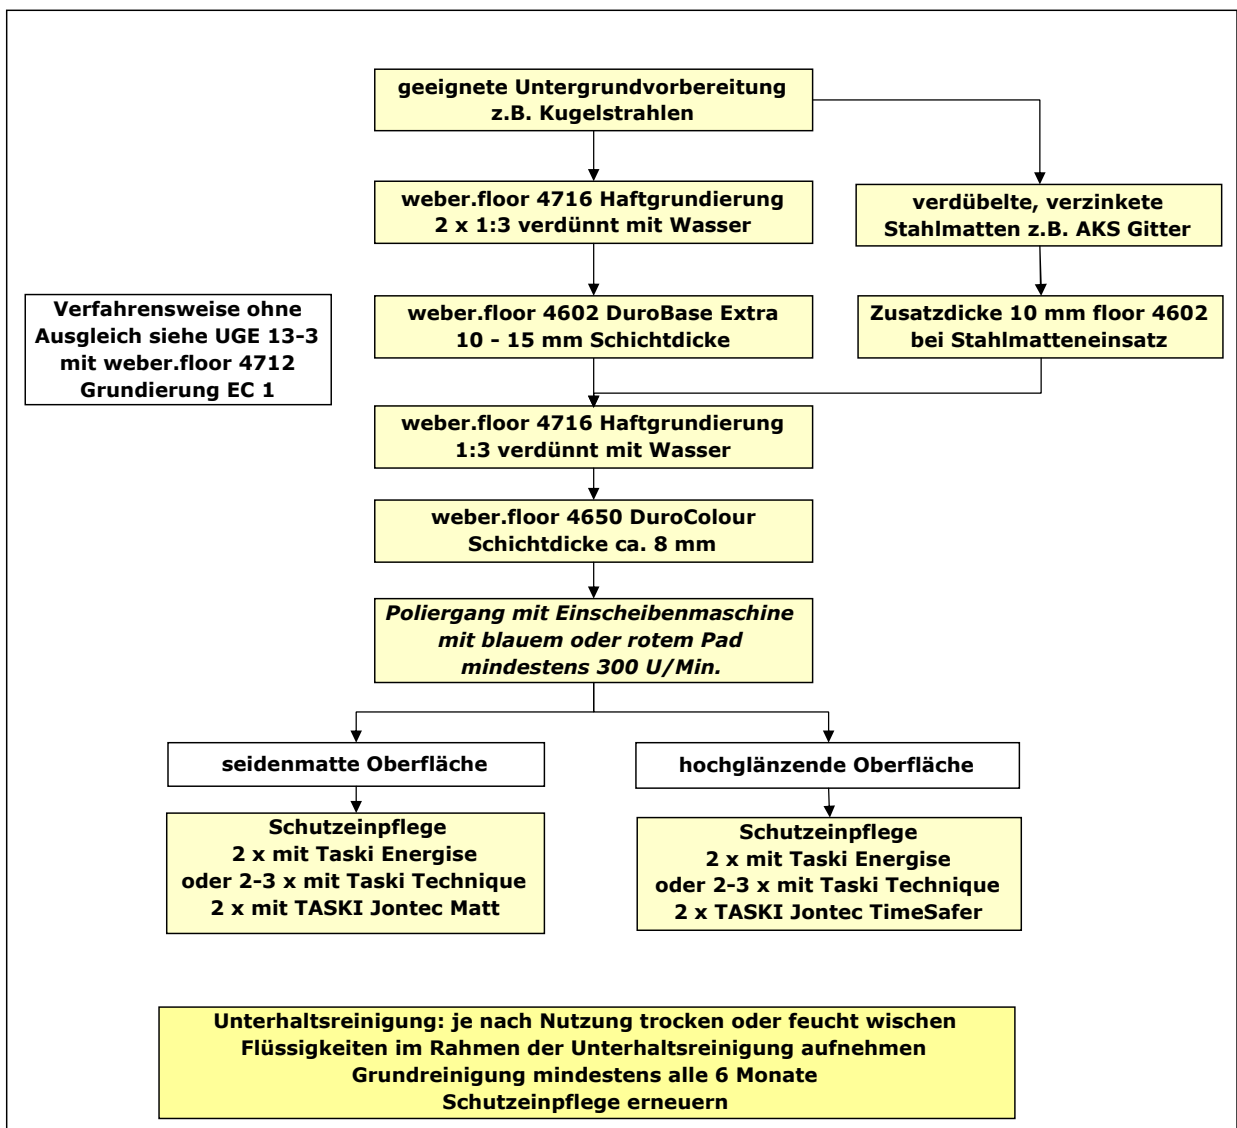 geeignete Untergrundvorbereitung
z.B. Kugelstrahlen
weber.floor 4716 Haftgrundierung
2 x 1:3 verdünnt mit Wasser
verdübelte, verzinkete
Stahlmatten z.B. AKS Gitter
Verfahrensweise ohne
Ausgleich siehe UGE 13-3
mit weber.floor 4712
Grundierung EC 1
weber.floor 4602 DuroBase Extra
10 - 15 mm Schichtdicke
Zusatzdicke 10 mm floor 4602
bei Stahlmatteneinsatz
weber.floor 4716 Haftgrundierung
1:3 verdünnt mit Wasser
weber.floor 4650 DuroColour
Schichtdicke ca. 8 mm
Poliergang mit Einscheibenmaschine
mit blauem oder rotem Pad
mindestens 300 U/Min.
seidenmatte Oberfläche
hochglänzende Oberfläche
Schutzeinpflege
2 x mit Taski Energise
oder 2-3 x mit Taski Technique
2 x mit TASKI Jontec Matt
Schutzeinpflege
2 x mit Taski Energise
oder 2-3 x mit Taski Technique
2 x TASKI Jontec TimeSafer
Unterhaltsreinigung: je nach Nutzung trocken oder feucht wischen
Flüssigkeiten im Rahmen der Unterhaltsreinigung aufnehmen
Grundreinigung mindestens alle 6 Monate
Schutzeinpflege erneuern